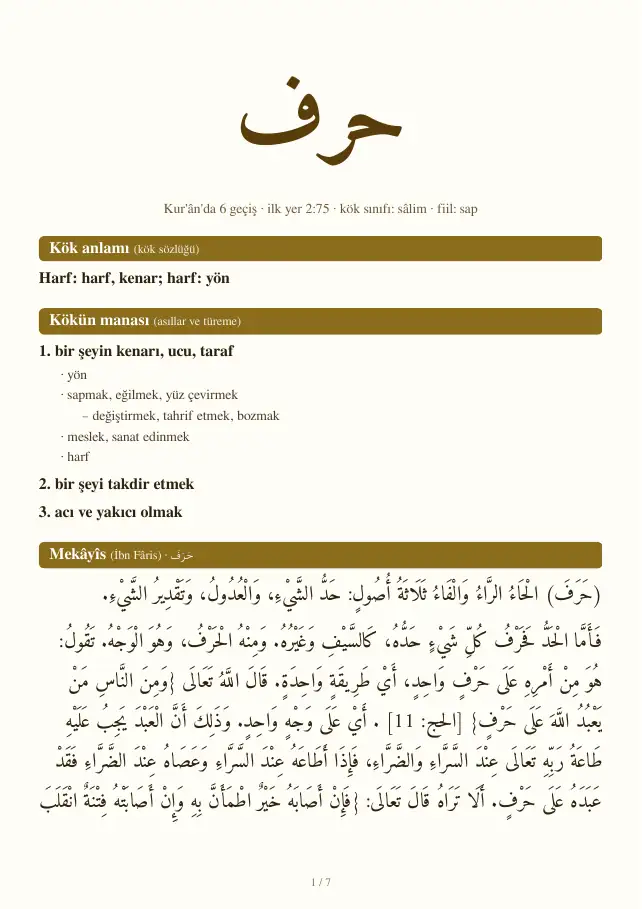 حرف
Kur'ân'da 6 geçiş · ilk yer 2:75 · kök sınıfı: sâlim · fiil: sap
Kök anlamı (kök sözlüğü)
Harf: harf, kenar; harf: yön
Kökün manası (asıllar ve türeme)
1. bir şeyin kenarı, ucu, taraf
· yön
· sapmak, eğilmek, yüz çevirmek
– değiştirmek, tahrif etmek, bozmak
· meslek, sanat edinmek
· harf
2. bir şeyi takdir etmek
3. acı ve yakıcı olmak
Mekâyîs (İbn Fâris) · حَرَفَ
(حَرَفَ) الْحَاءُ الرَّاءُ وَالْفَاءُ ثَلَاثَةُ أُصُولٍ: حَدُّ الشَّيْءِ، وَالْعُدُولُ، وَتَقْدِيرُ الشَّيْءِ.
فَأَمَّا الْحَدُّ فَحَرْفُ كُلِّ شَيْءٍ حَدُّهُ، كَالسَّيْفِ وَغَيْرُهُ. وَمِنْهُ الْحَرْفُ، وَهُوَ الْوَجْهُ. تَقُولُ:
هُوَ مِنْ أَمْرِهِ عَلَى حَرْفٍ وَاحِدٍ، أَيْ طَرِيقَةٍ وَاحِدَةٍ. قَالَ اللَّهُ تَعَالَى {وَمِنَ النَّاسِ مَنْ
يَعْبُدُ اللَّهَ عَلَى حَرْفٍ} [الحج: 11] . أَيْ عَلَى وَجْهٍ وَاحِدٍ. وَذَلِكَ أَنَّ الْعَبْدَ يَجِبُ عَلَيْهِ
طَاعَةُ رَبِّهِ تَعَالَى عِنْدَ السَّرَّاءِ وَالضَّرَّاءِ، فَإِذَا أَطَاعَهُ عِنْدَ السَّرَّاءِ وَعَصَاهُ عِنْدَ الضَّرَّاءِ فَقَدْ
عَبَدَهُ عَلَى حَرْفٍ. أَلَا تَرَاهُ قَالَ تَعَالَى: {فَإِنْ أَصَابَهُ خَيْرٌ اطْمَأَنَّ بِهِ وَإِنْ أَصَابَتْهُ فِتْنَةٌ انْقَلَبَ
1 / 7